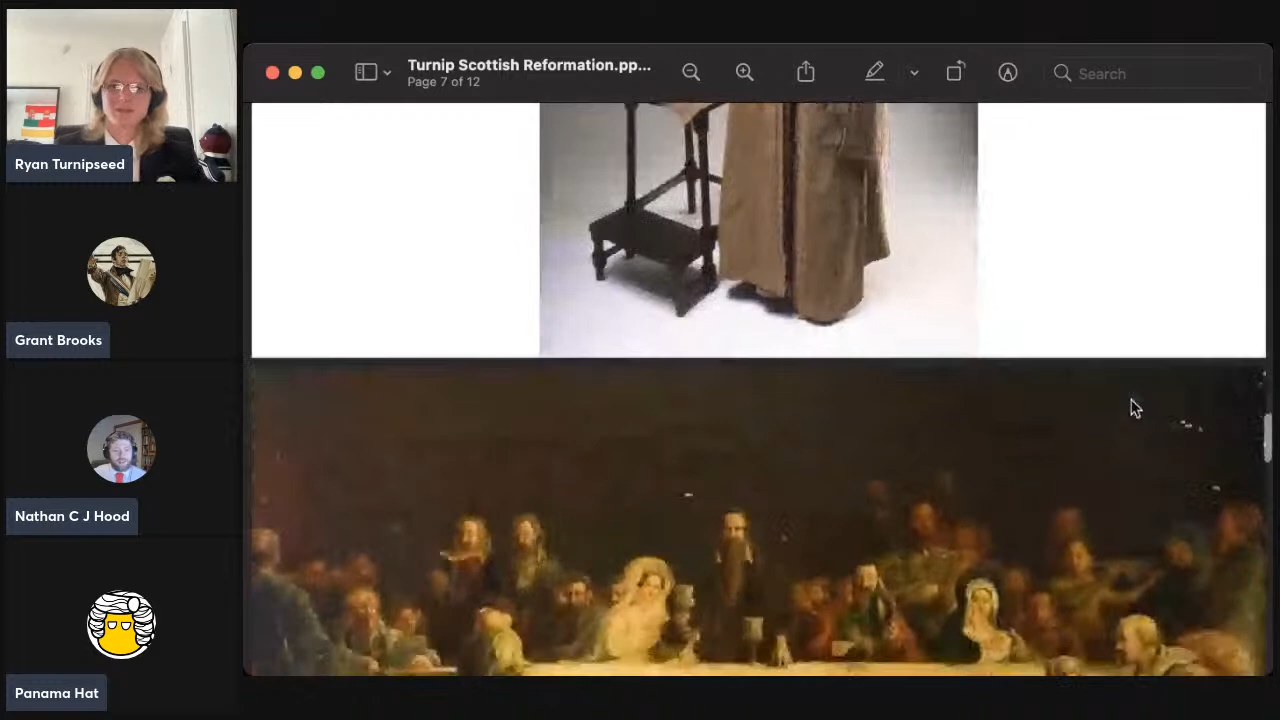 Ryan Turnipseed
Grant Brooks
Nathan C J Hood
Panama Hat
Turnip Scottish Reformation.pp...
Page 7 of 12
Search